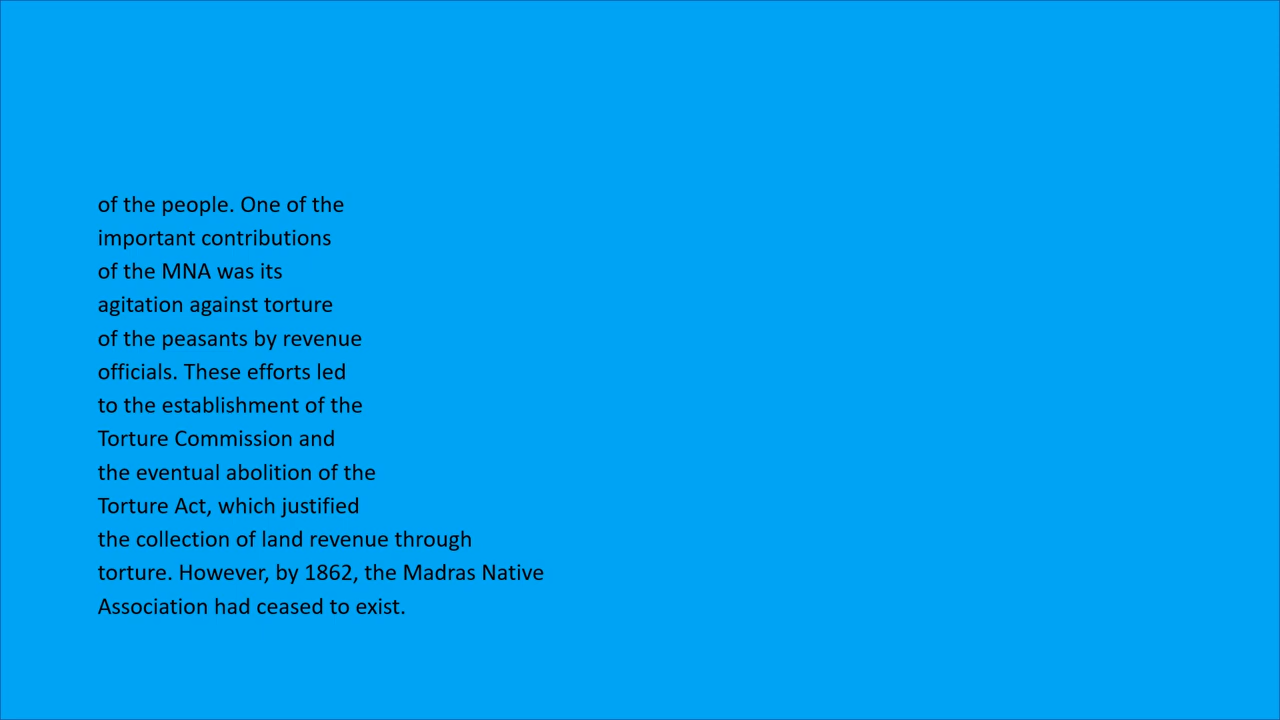 of the people. One of the
important contributions
of the MNA was its
agitation against torture
of the peasants by revenue
officials. These efforts led
to the establishment of the
Torture Commission and
the eventual abolition of the
Torture Act, which justified
the collection of land revenue through
torture. However, by 1862, the Madras Native
Association had ceased to exist.